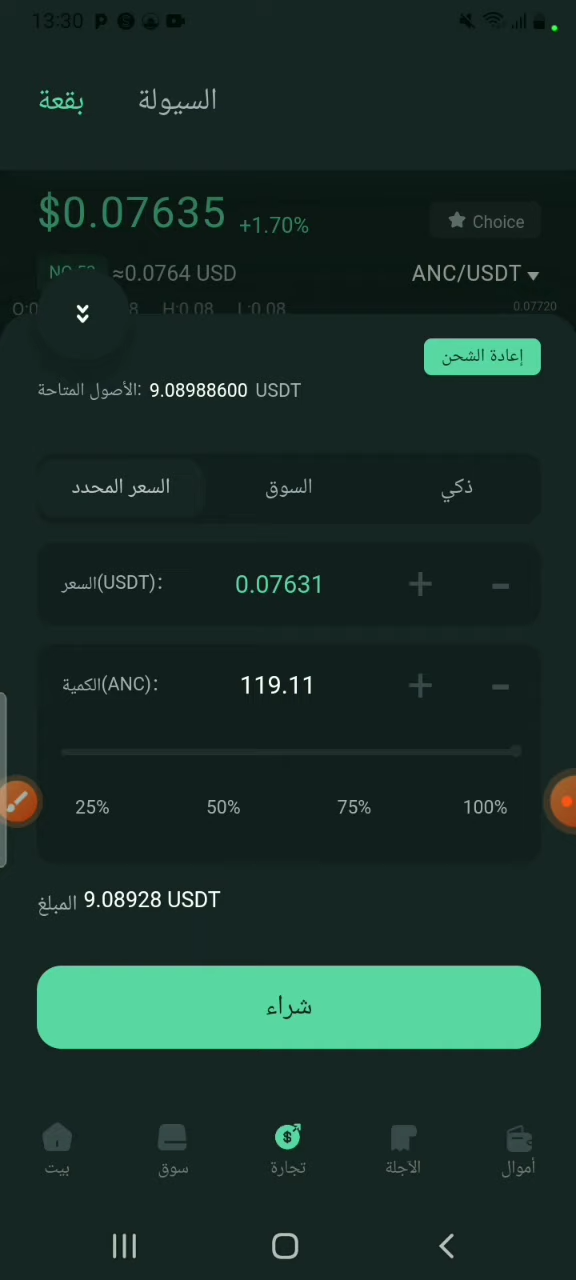 13:30
بقعة السيولة
$0.07635 +1.70%
Choice
≈0.0764 USD
ANC/USDT
H:0.08 L:0.08
0.07720
إعادة الشحن
الأصول المتاحة: 9.08988600 USDT
السعر المحدد السوق ذكي
السعر(USDT): 0.07631 + -
الكمية(ANC): 119.11 + -
25% 50% 75% 100%
المبلغ 9.08928 USDT
شراء
بيت سوق تجارة الآجلة أموال